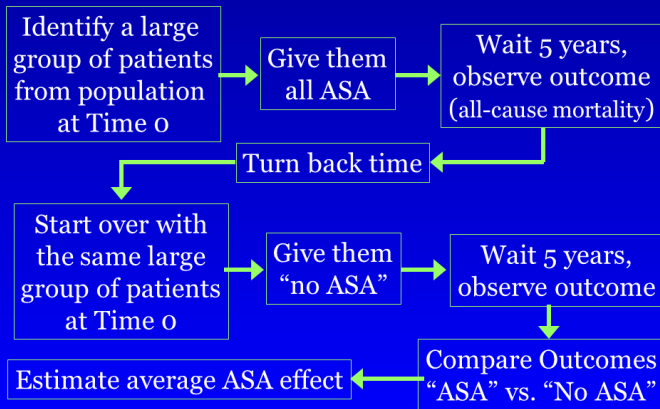 Identify a large
group of patients
from population
at Time 0
Give them
all ASA
Wait 5 years,
observe outcome
(all-cause mortality)
Turn back time
Start over with
the same large
group of patients
at Time 0
Give them
“no ASA”
Wait 5 years,
observe outcome
Compare Outcomes
“ASA” vs. “No ASA”
Estimate average ASA effect